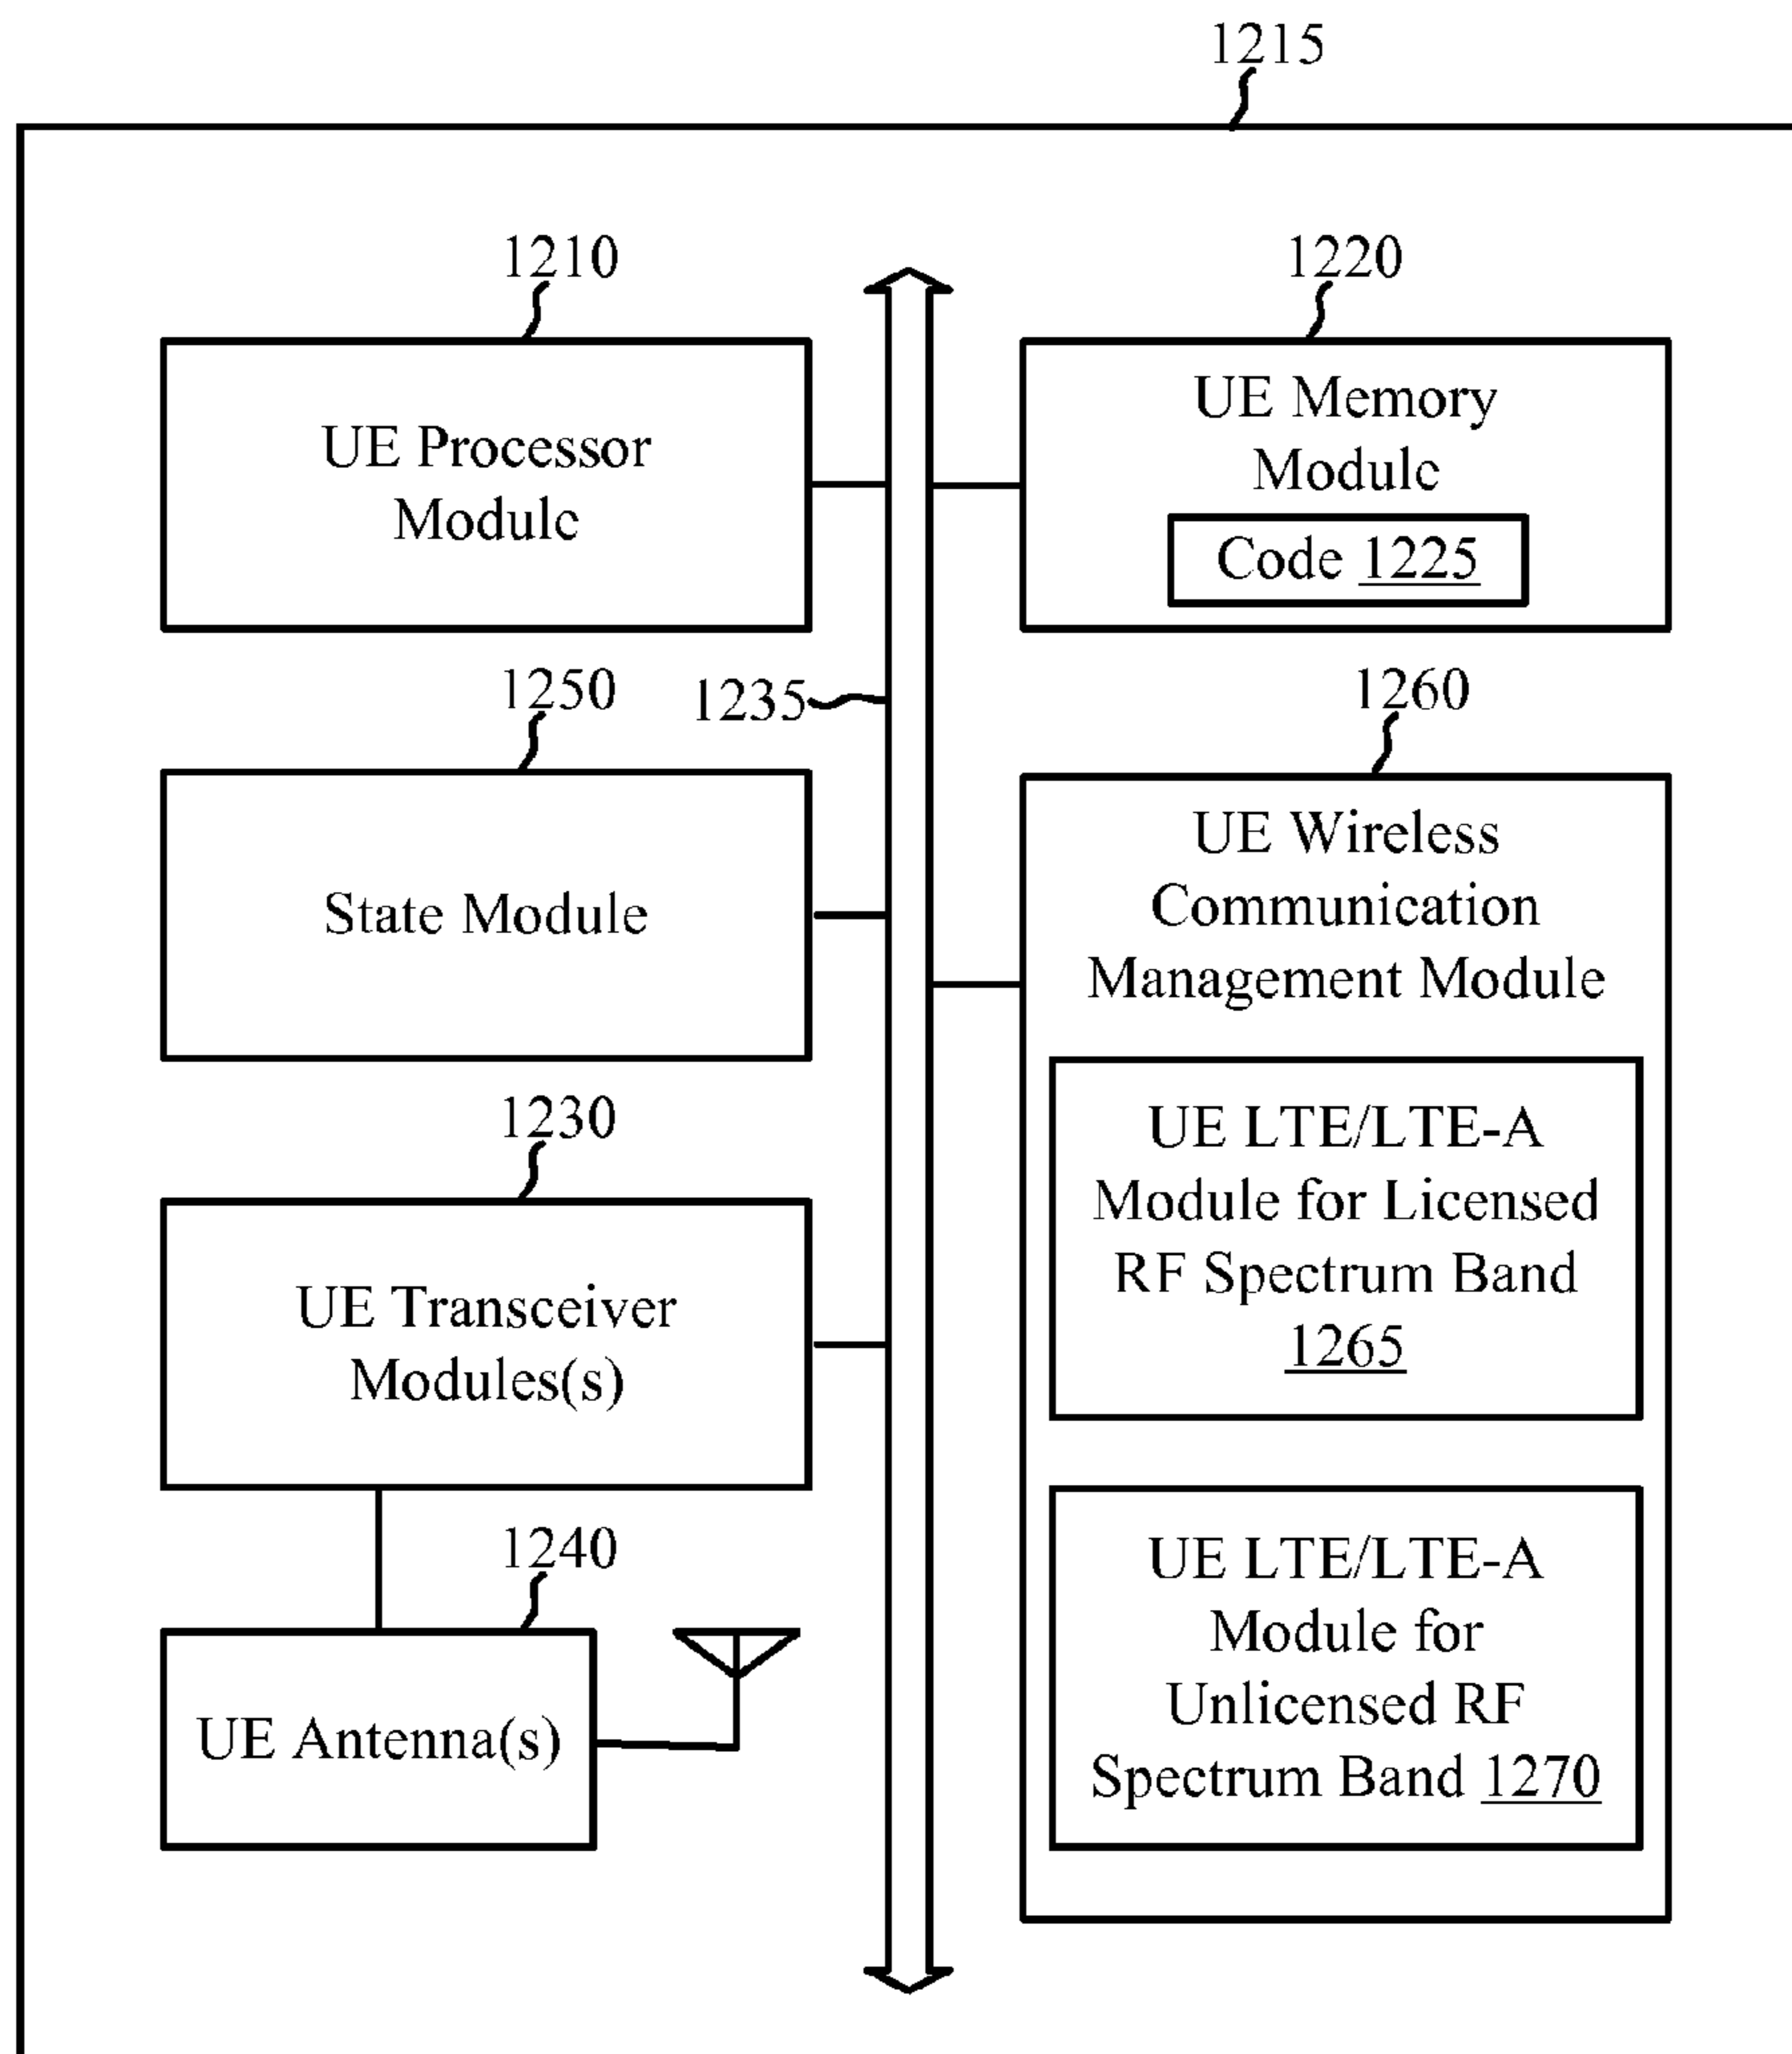 1215
1210
UE Processor
Module
1220
UE Memory
Module
Code 1225
1250
State Module
1235
1260
UE Wireless
Communication
Management Module
UE LTE/LTE-A
Module for Licensed
RF Spectrum Band
1265
UE LTE/LTE-A
Module for
Unlicensed RF
Spectrum Band 1270
1230
UE Transceiver
Modules(s)
1240
UE Antenna(s)